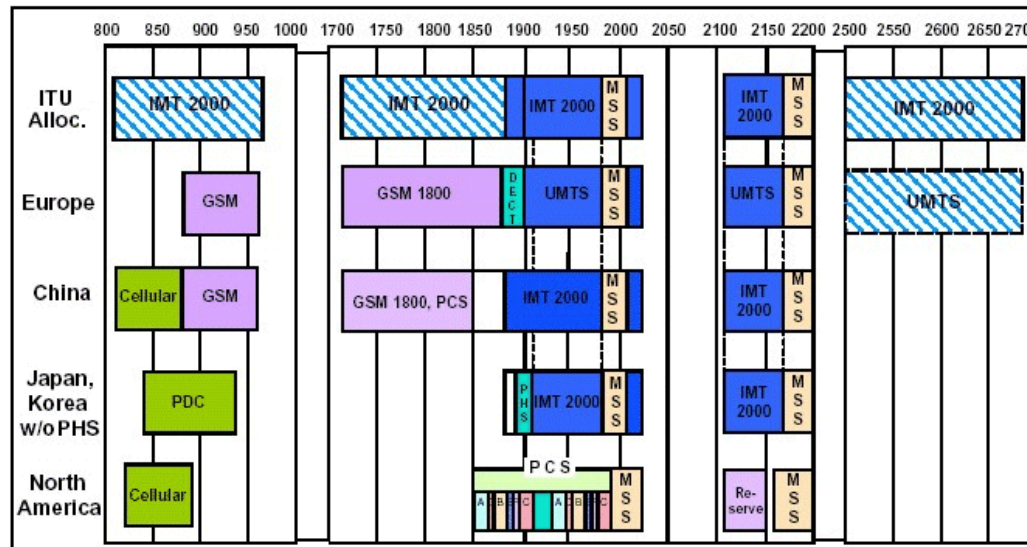 800 850 900 950 1000 1700 1750 1800 1850 1900 1950 2000 2050 2100 2150 2200 2500 2550 2600 2650 270
ITU
Alloc.
IMT 2000
IMT 2000
IMT 2000
M
S
S
IMT
2000
M
S
S
IMT 2000
Europe
GSM
GSM 1800
D
E
C
T
UMTS
M
S
S
UMTS
M
S
S
UMTS
China
Cellular
GSM
GSM 1800, PCS
IMT 2000
M
S
S
IMT
2000
M
S
S
Japan,
Korea
w/o PHS
PDC
P
H
S
IMT 2000
M
S
S
IMT
2000
M
S
S
North
America
Cellular
P C S
A
B
C
A
B
C
M
S
S
Re-
serve
M
S
S